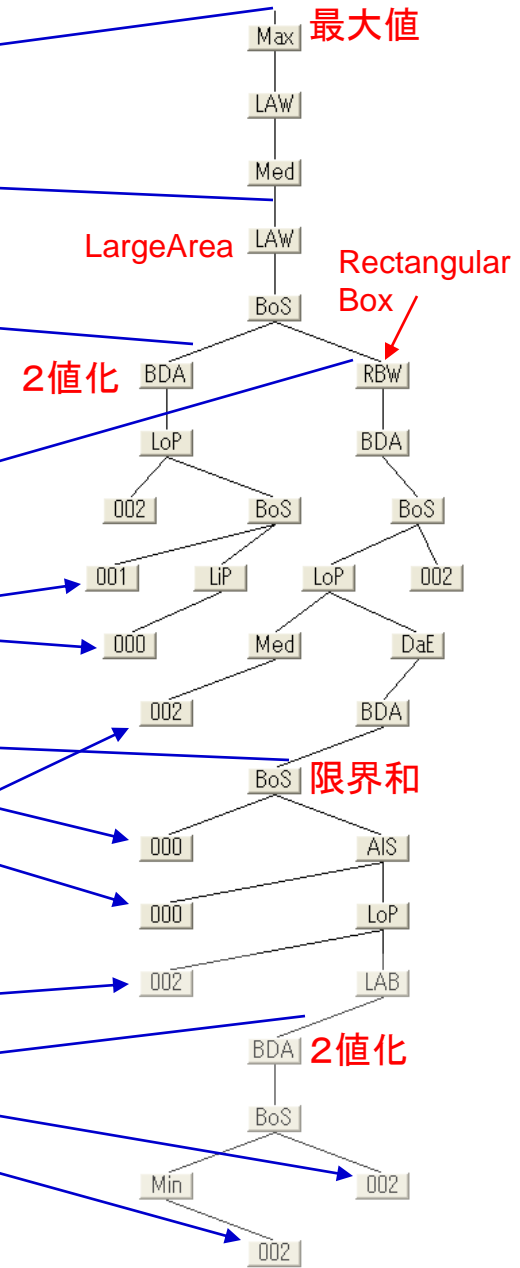 Max 最大値
LAW
Med
LargeArea LAW
Rectangular
Box
BoS
2値化 BDA RBW
LoP BDA
002 BoS BoS
001 LiP LoP 002
000 Med DaE
002 BDA
BoS 限界和
000 AIS
000 LoP
002 LAB
BDA 2値化
BoS
Min 002
002